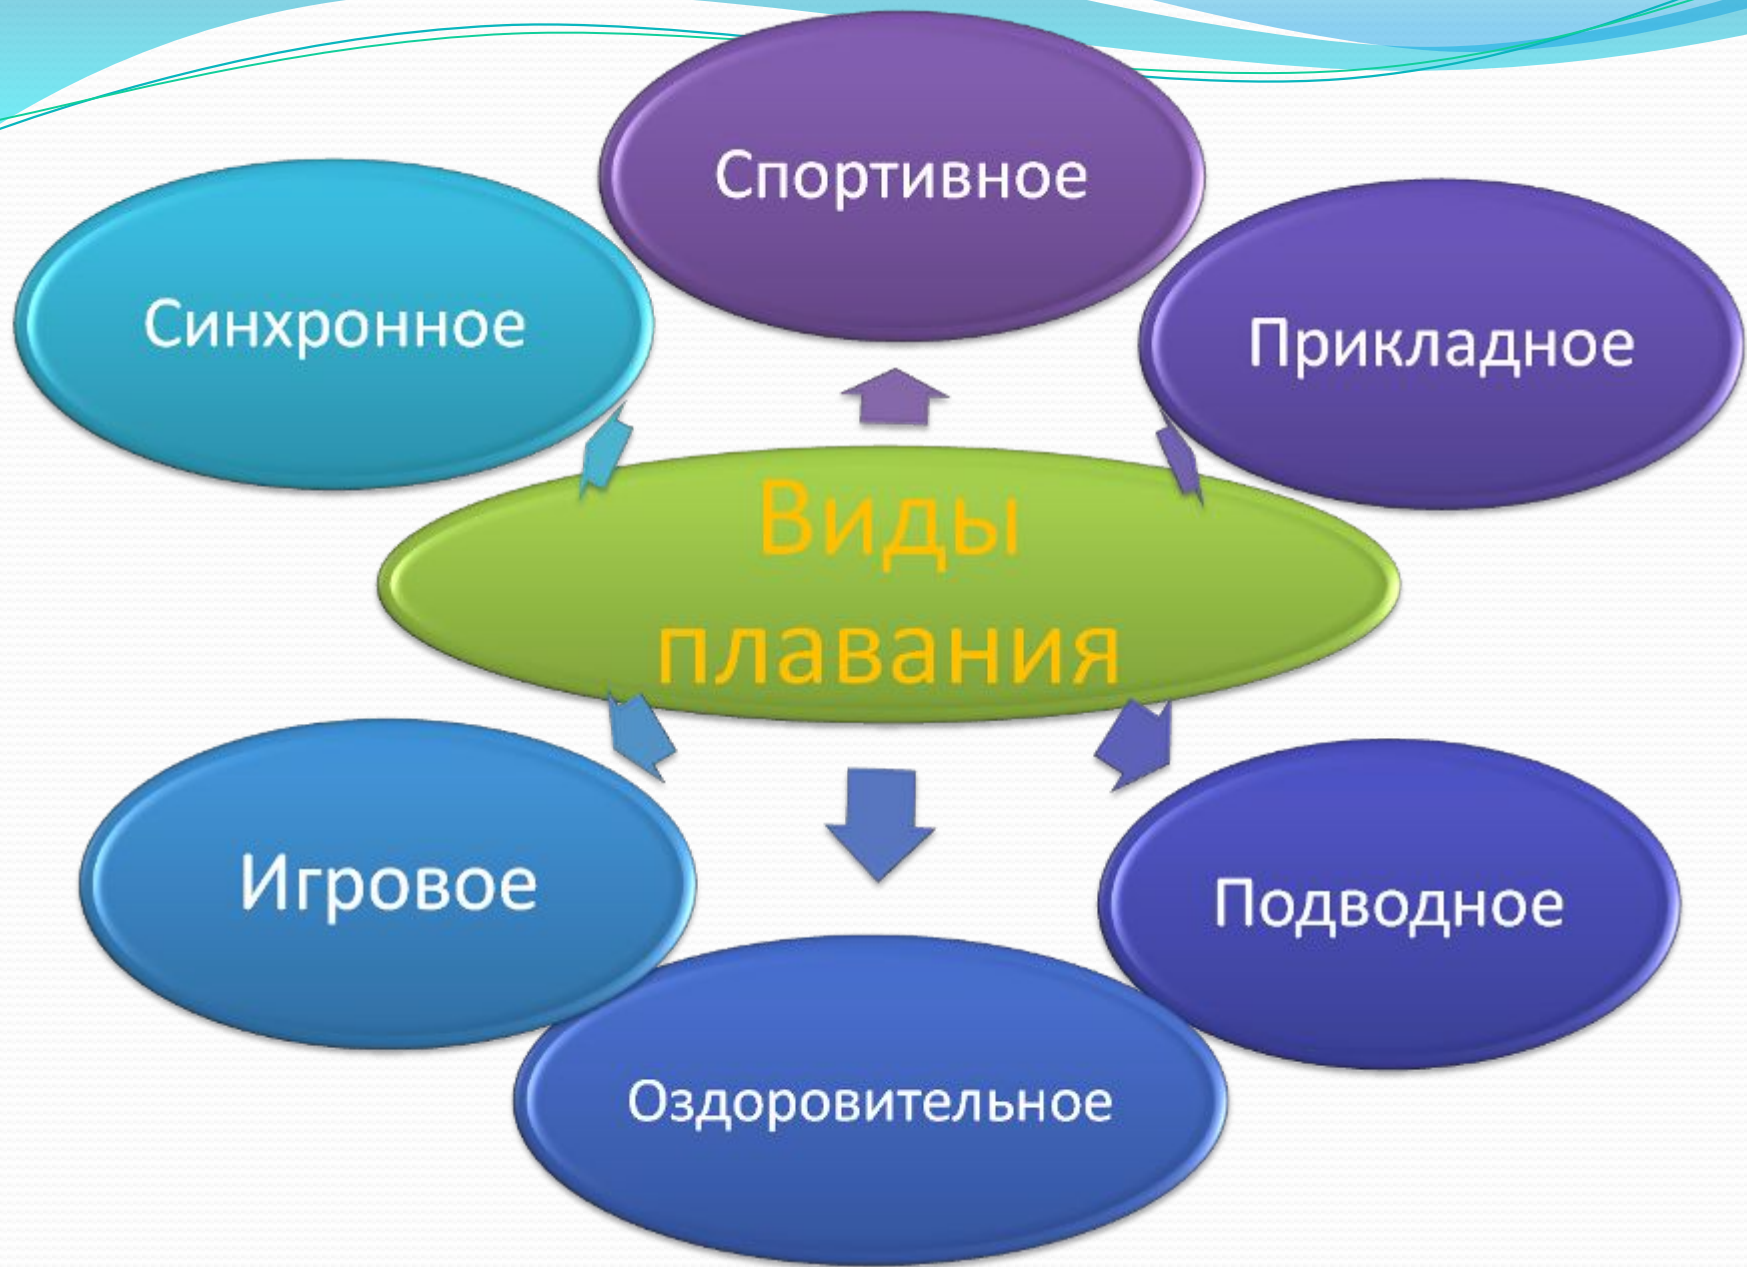 Спортивное
Синхронное
Прикладное
Виды
плавания
Игровое
Подводное
Оздоровительное